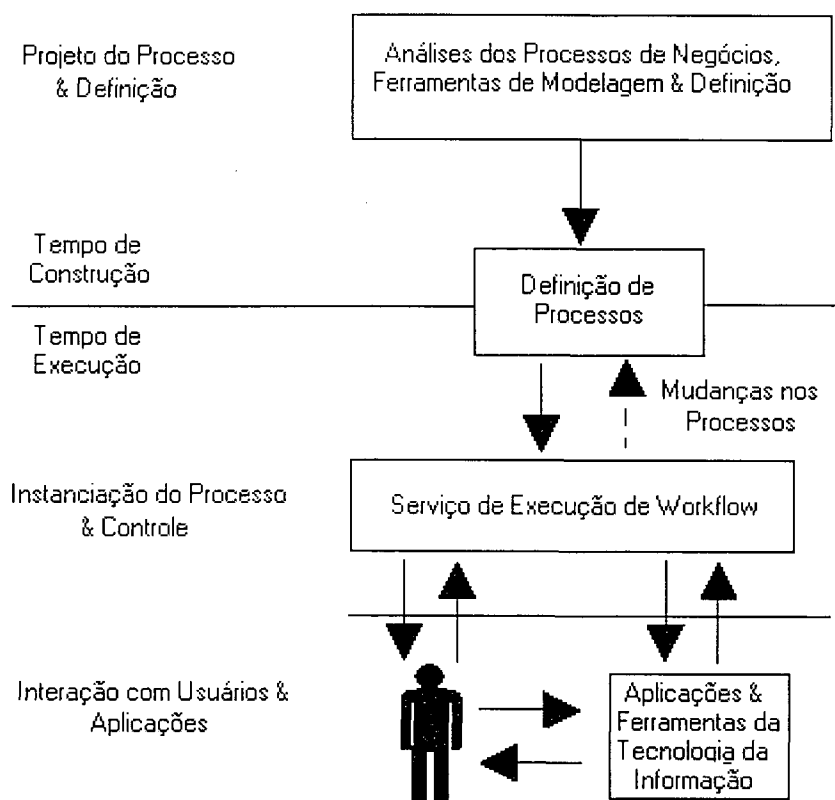 Projeto do Processo
& Definição
Análises dos Processos de Negócios,
Ferramentas de Modelagem & Definição
Tempo de
Construção
Definição de
Processos
Tempo de
Execução
Mudanças nos
Processos
Instanciação do Processo
& Controle
Serviço de Execução de Workflow
Interação com Usuários &
Aplicações
Aplicações &
Ferramentas da
Tecnologia da
Informação